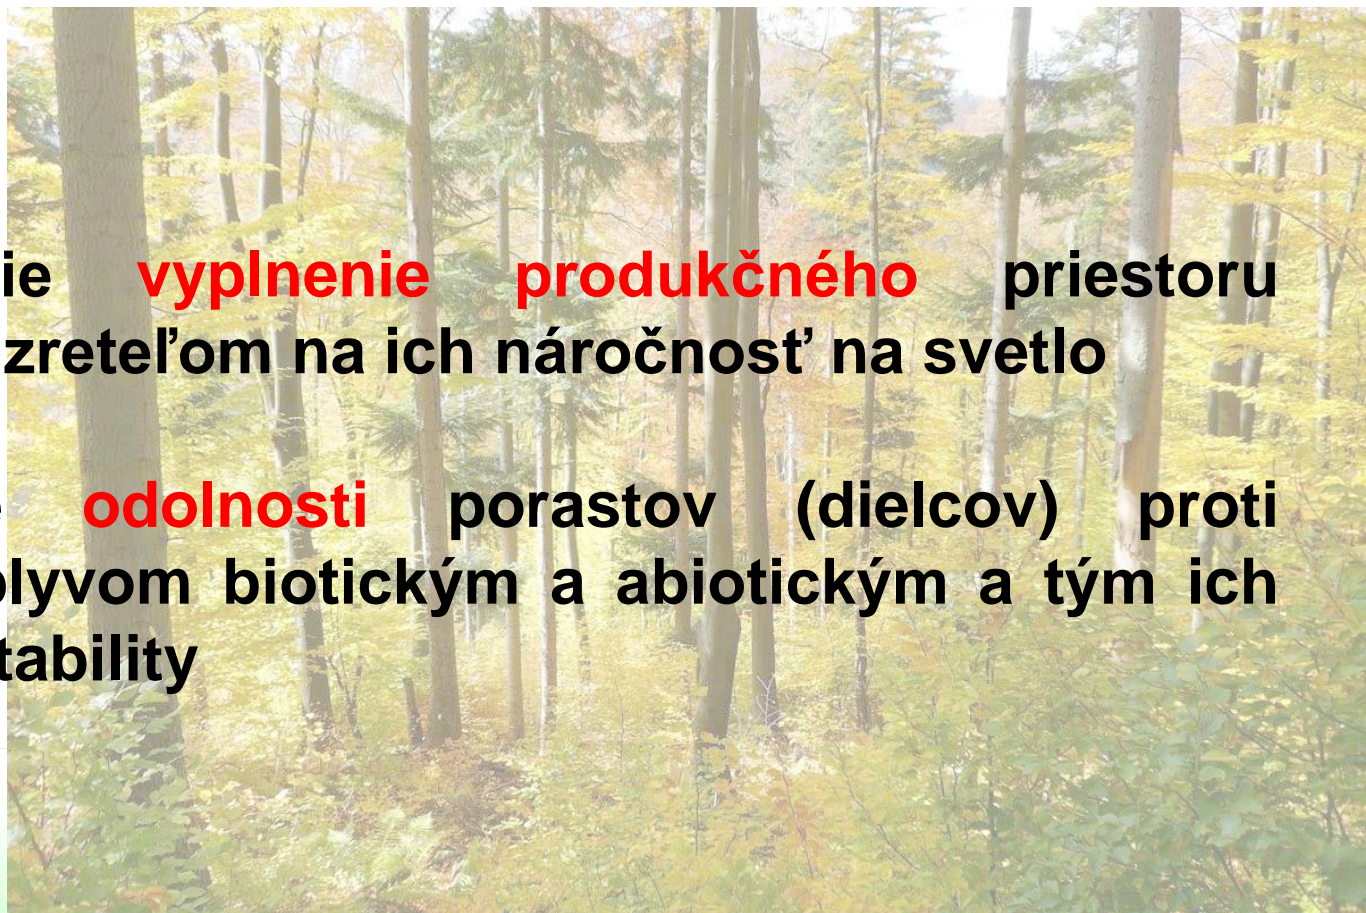 ie vyplnenie produkčného priestoru
zreteľom na ich náročnosť na svetlo
odolnosti porastov (dielcov) proti
plyvom biotickým a abiotickým a tým ich
tability